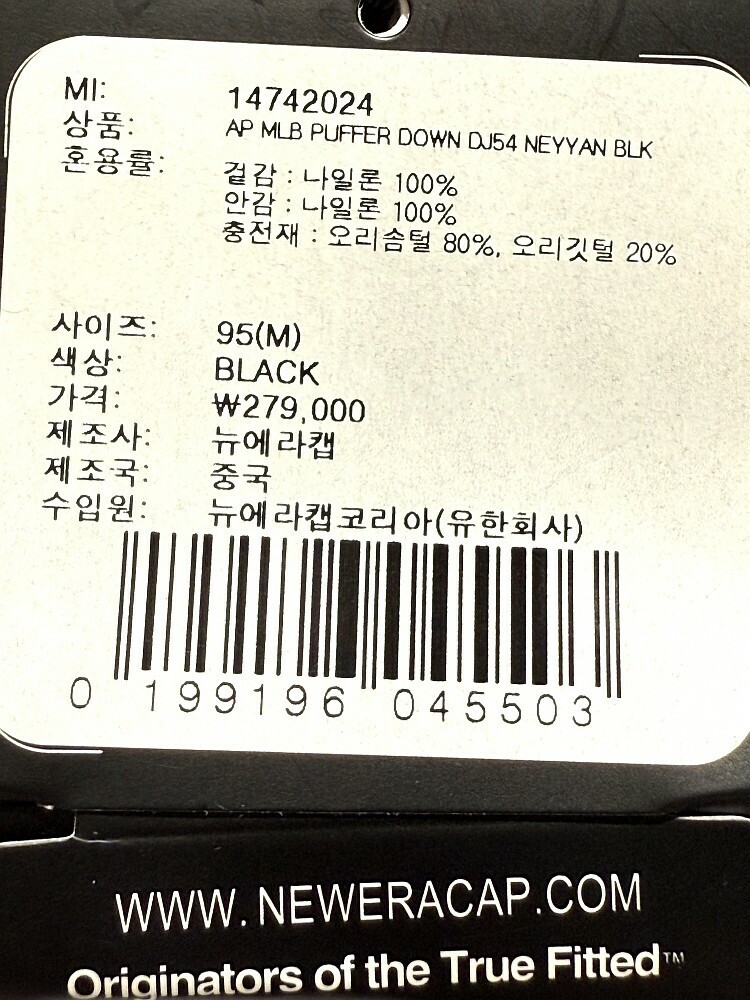 MI: 14742024
상품: AP MLB PUFFER DOWN DJ54 NEYYAN BLK
혼용률: 겉감 : 나일론 100%
안감 : 나일론 100%
충전재 : 오리솜털 80%, 오리깃털 20%
사이즈: 95(M)
색상: BLACK
가격: ₩279,000
제조사: 뉴에라캡
제조국: 중국
수입원: 뉴에라캡코리아(유한회사)
0 199196 045503
WWW.NEWERACAP.COM
Originators of the True Fitted™